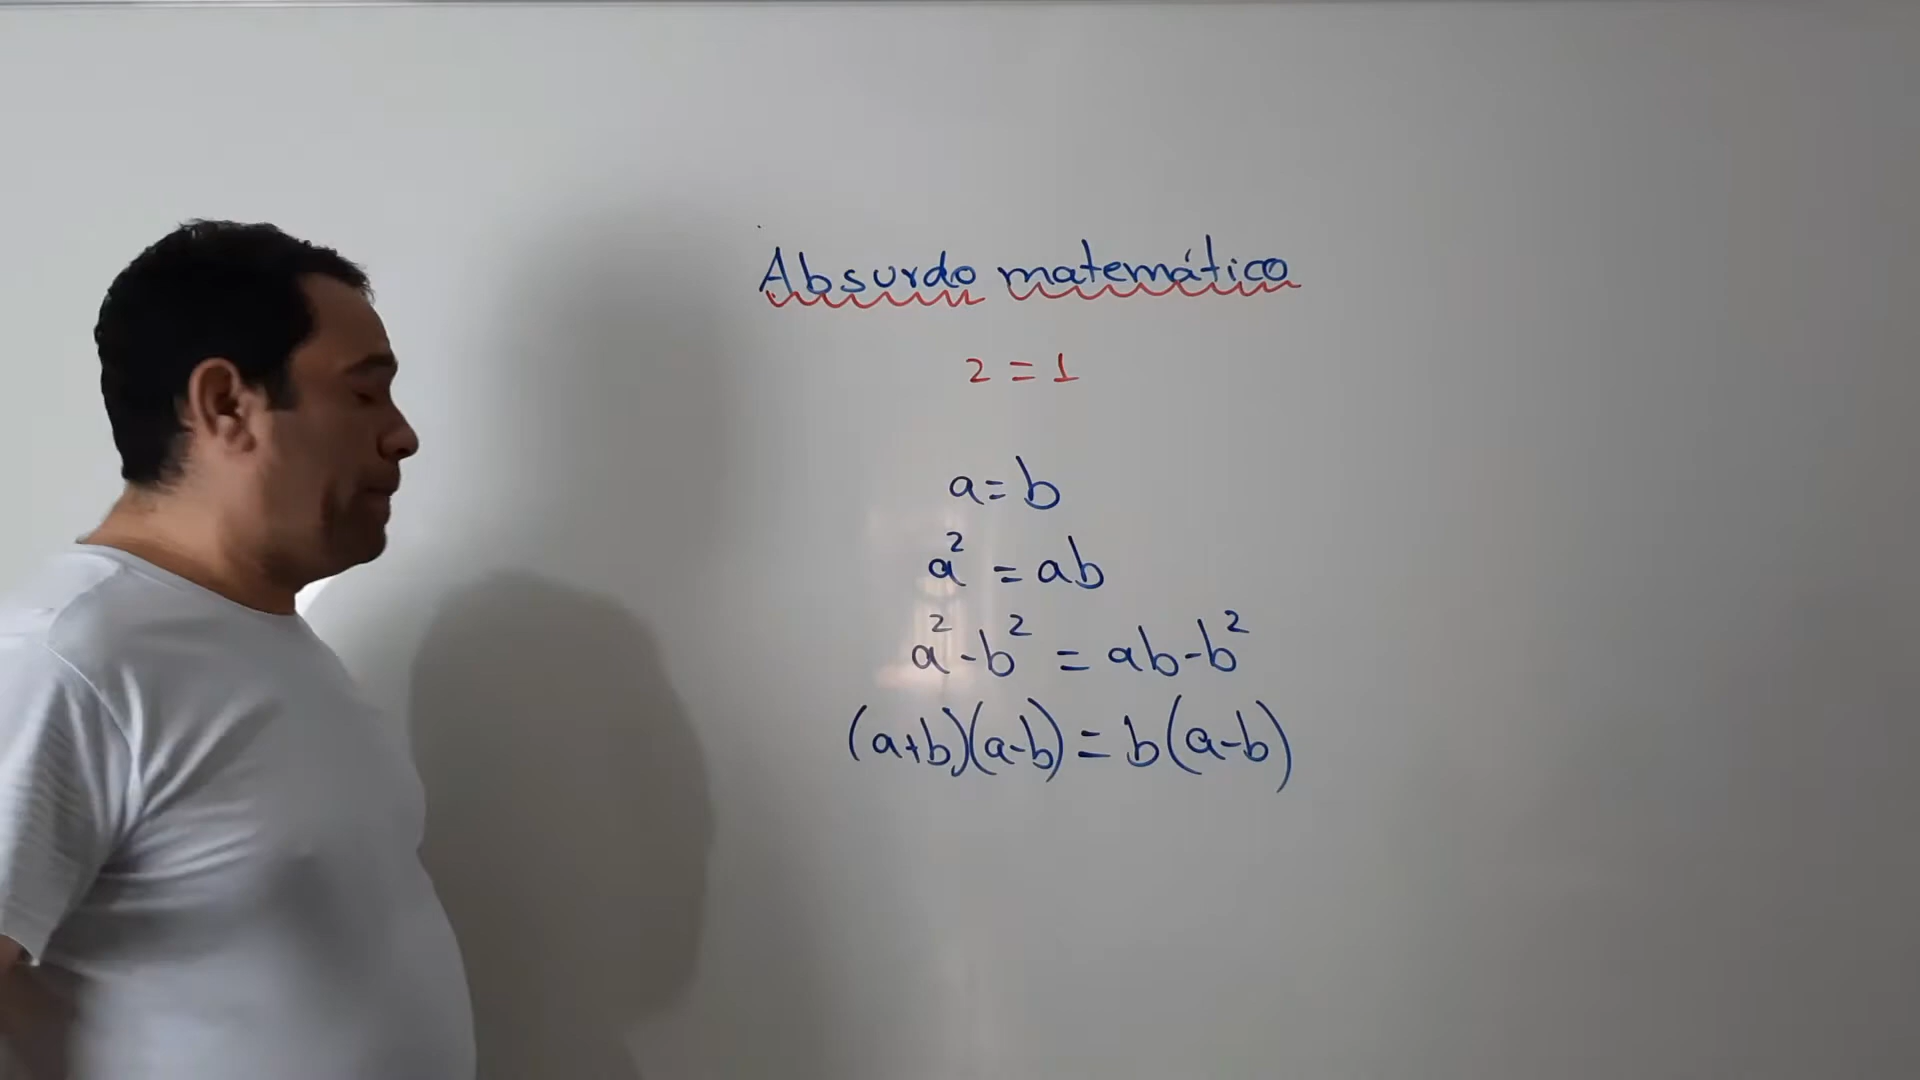 Absurdo matemático
2 = 1
a = b
a² = ab
a² - b² = ab - b²
(a+b)(a-b) = b(a-b)